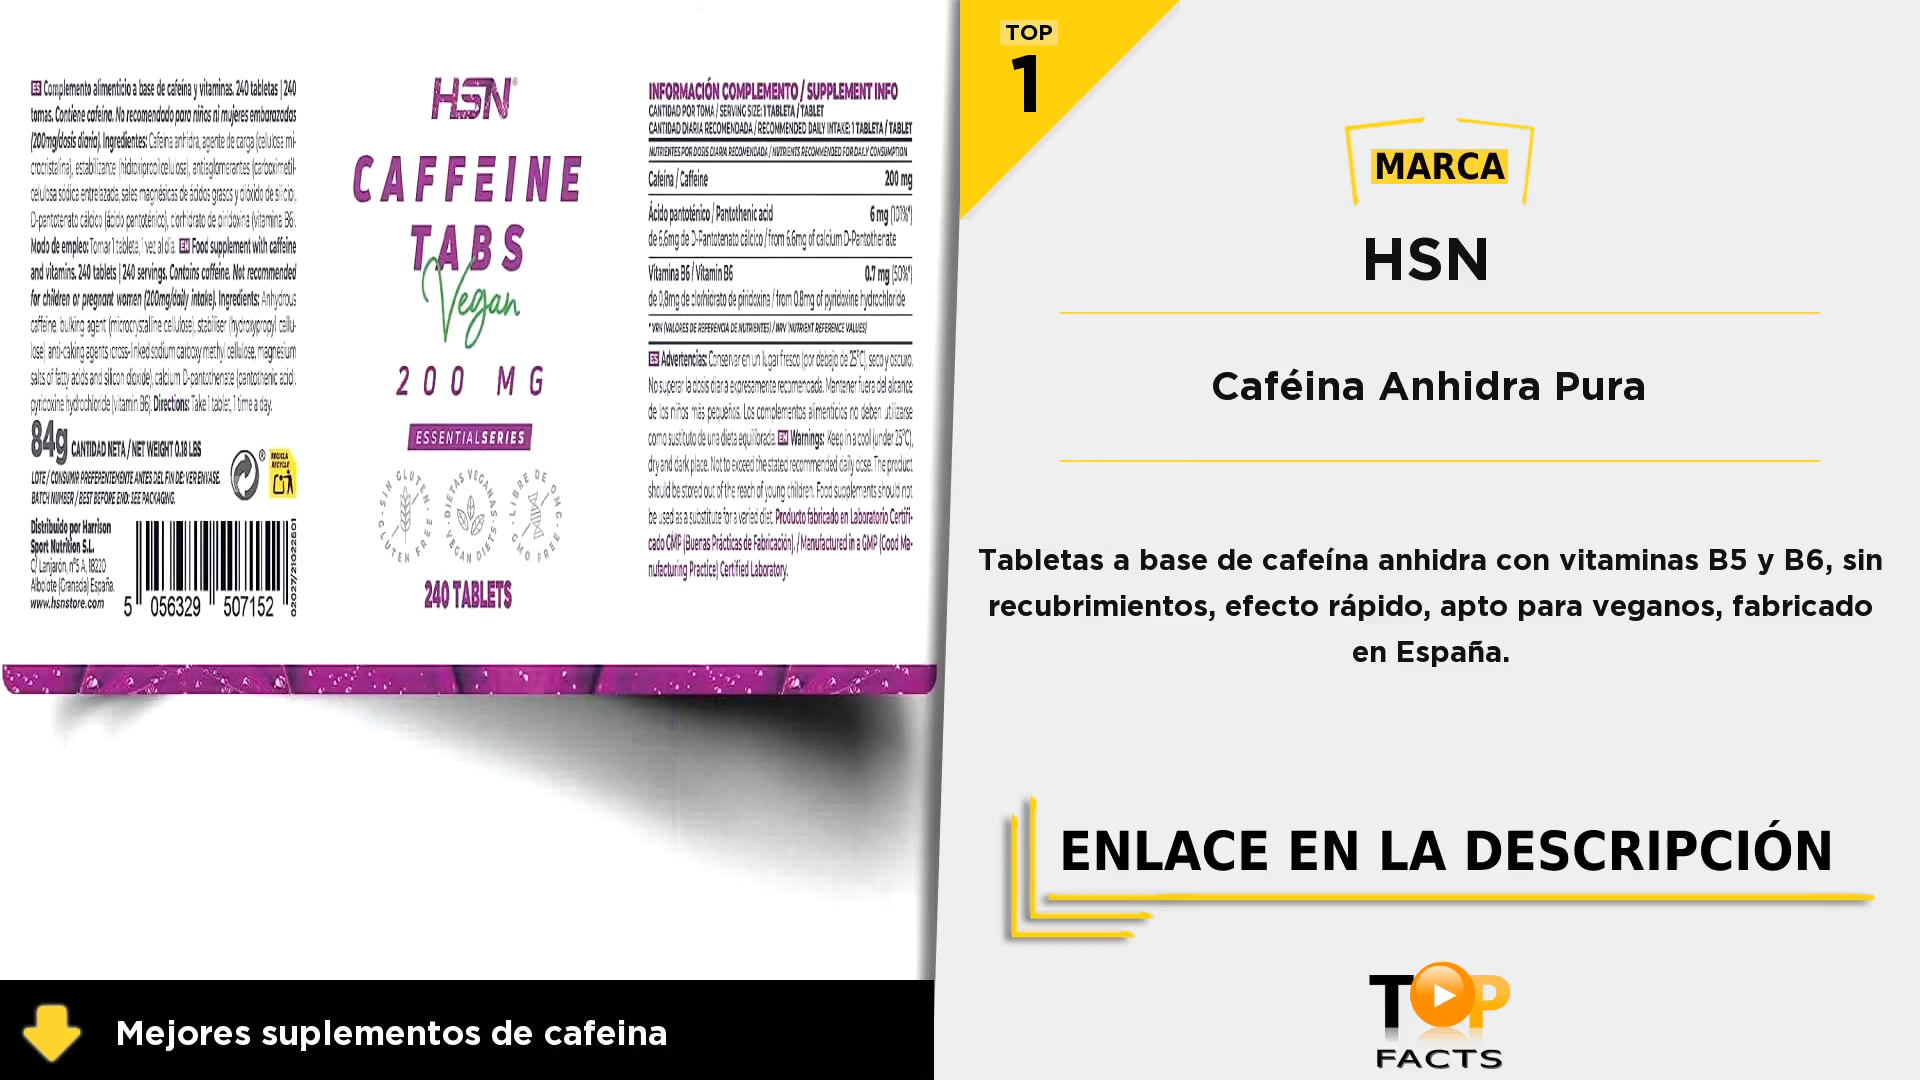 ES Complemento alimenticio a base de cafeína y vitaminas. 240 tabletas | 240
tomas. Contiene cafeína. No recomendado para niños ni mujeres embarazadas
(200mg/dosis diaria). Ingredientes: Cafeína anhidra, agente de carga (celulosa mi-
crocristalina), estabilizante (hidroxipropilcelulosa), antiaglomerantes (carboximetil-
celulosa sódica entrelazada, sales magnésicas de ácidos grasos y dióxido de silicio),
D-pantotenato cálcico (ácido pantoténico), clorhidrato de piridoxina (vitamina B6).
Modo de empleo: Tomar 1 tableta, 1 vez al día. EN Food supplement with caffeine
and vitamins. 240 tablets | 240 servings. Contains caffeine. Not recommended
for children or pregnant women (200mg/daily intake). Ingredients: Anhydrous
caffeine, bulking agent (microcrystalline cellulose), stabiliser (hydroxypropyl cellu-
lose), anti-caking agents (cross-linked sodium carboxy methyl cellulose, magnesium
salts of fatty acids and silicon dioxide), calcium D-pantothenate (pantothenic acid),
pyridoxine hydrochloride (vitamin B6). Directions: Take 1 tablet, 1 time a day.
84g CANTIDAD NETA / NET WEIGHT 0.18 LBS
LOTE / CONSUMIR PREFERENTEMENTE ANTES DEL FIN DE: VER ENVASE.
BATCH NUMBER / BEST BEFORE END: SEE PACKAGING.
RECICLA
RECYCLE
Distribuido por Harrison
Sport Nutrition S.L.
C/ Lanjarón, nº5 A, 18220
Albolote (Granada) España.
www.hsnstore.com
5 056329 507152
02027/21022601
HSN®
CAFFEINE
TABS
Vegan
200 MG
ESSENTIALSERIES
SIN GLUTEN · GLUTEN FREE
DIETAS VEGANAS · VEGAN DIETS
LIBRE DE OMG · GMO FREE
240 TABLETS
INFORMACIÓN COMPLEMENTO / SUPPLEMENT INFO
CANTIDAD POR TOMA / SERVING SIZE: 1 TABLETA / TABLET
CANTIDAD DIARIA RECOMENDADA / RECOMMENDED DAILY INTAKE: 1 TABLETA / TABLET
NUTRIENTES POR DOSIS DIARIA RECOMENDADA / NUTRIENTS RECOMMENDED FOR DAILY CONSUMPTION
Cafeína / Caffeine 200 mg
Ácido pantoténico / Pantothenic acid 6 mg (101%*)
de 6.6mg de D-Pantotenato cálcico / from 6.6mg of calcium D-Pantothenate
Vitamina B6 / Vitamin B6 0.7 mg (50%*)
de 0,8mg de clorhidrato de piridoxina / from 0.8mg of pyridoxine hydrochloride
* VRN (VALORES DE REFERENCIA DE NUTRIENTES) / NRV (NUTRIENT REFERENCE VALUES)
ES Advertencias: Conservar en un lugar fresco (por debajo de 25ºC), seco y oscuro.
No superar la dosis diaria expresamente recomendada. Mantener fuera del alcance
de los niños más pequeños. Los complementos alimenticios no deben utilizarse
como sustituto de una dieta equilibrada. EN Warnings: Keep in a cool (under 25ºC),
dry and dark place. Not to exceed the stated recommended daily dose. The product
should be stored out of the reach of young children. Food supplements should not
be used as a substitute for a varied diet. Producto fabricado en Laboratorio Certifi-
cado GMP (Buenas Prácticas de Fabricación). / Manufactured in a GMP (Good Ma-
nufacturing Practice) Certified Laboratory.
Mejores suplementos de cafeina
TOP
1
MARCA
HSN
Caféina Anhidra Pura
Tabletas a base de cafeína anhidra con vitaminas B5 y B6, sin
recubrimientos, efecto rápido, apto para veganos, fabricado
en España.
ENLACE EN LA DESCRIPCIÓN
TOP
FACTS